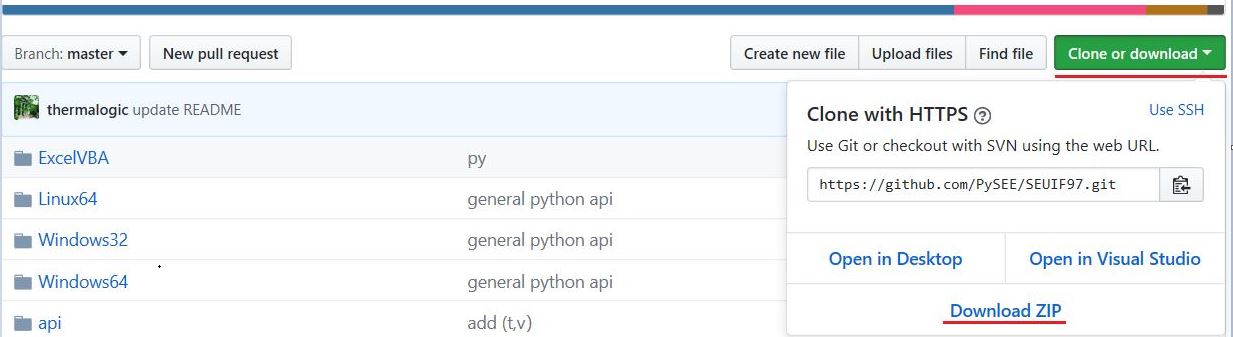 Branch: master New pull request Create new file Upload files Find file Clone or download
thermalogic update README
Clone with HTTPS ? Use SSH
Use Git or checkout with SVN using the web URL.
https://github.com/PySEE/SEUIF97.git
Open in Desktop Open in Visual Studio
Download ZIP
ExcelVBA py
Linux64 general python api
Windows32 general python api
Windows64 general python api
api add (t,v)